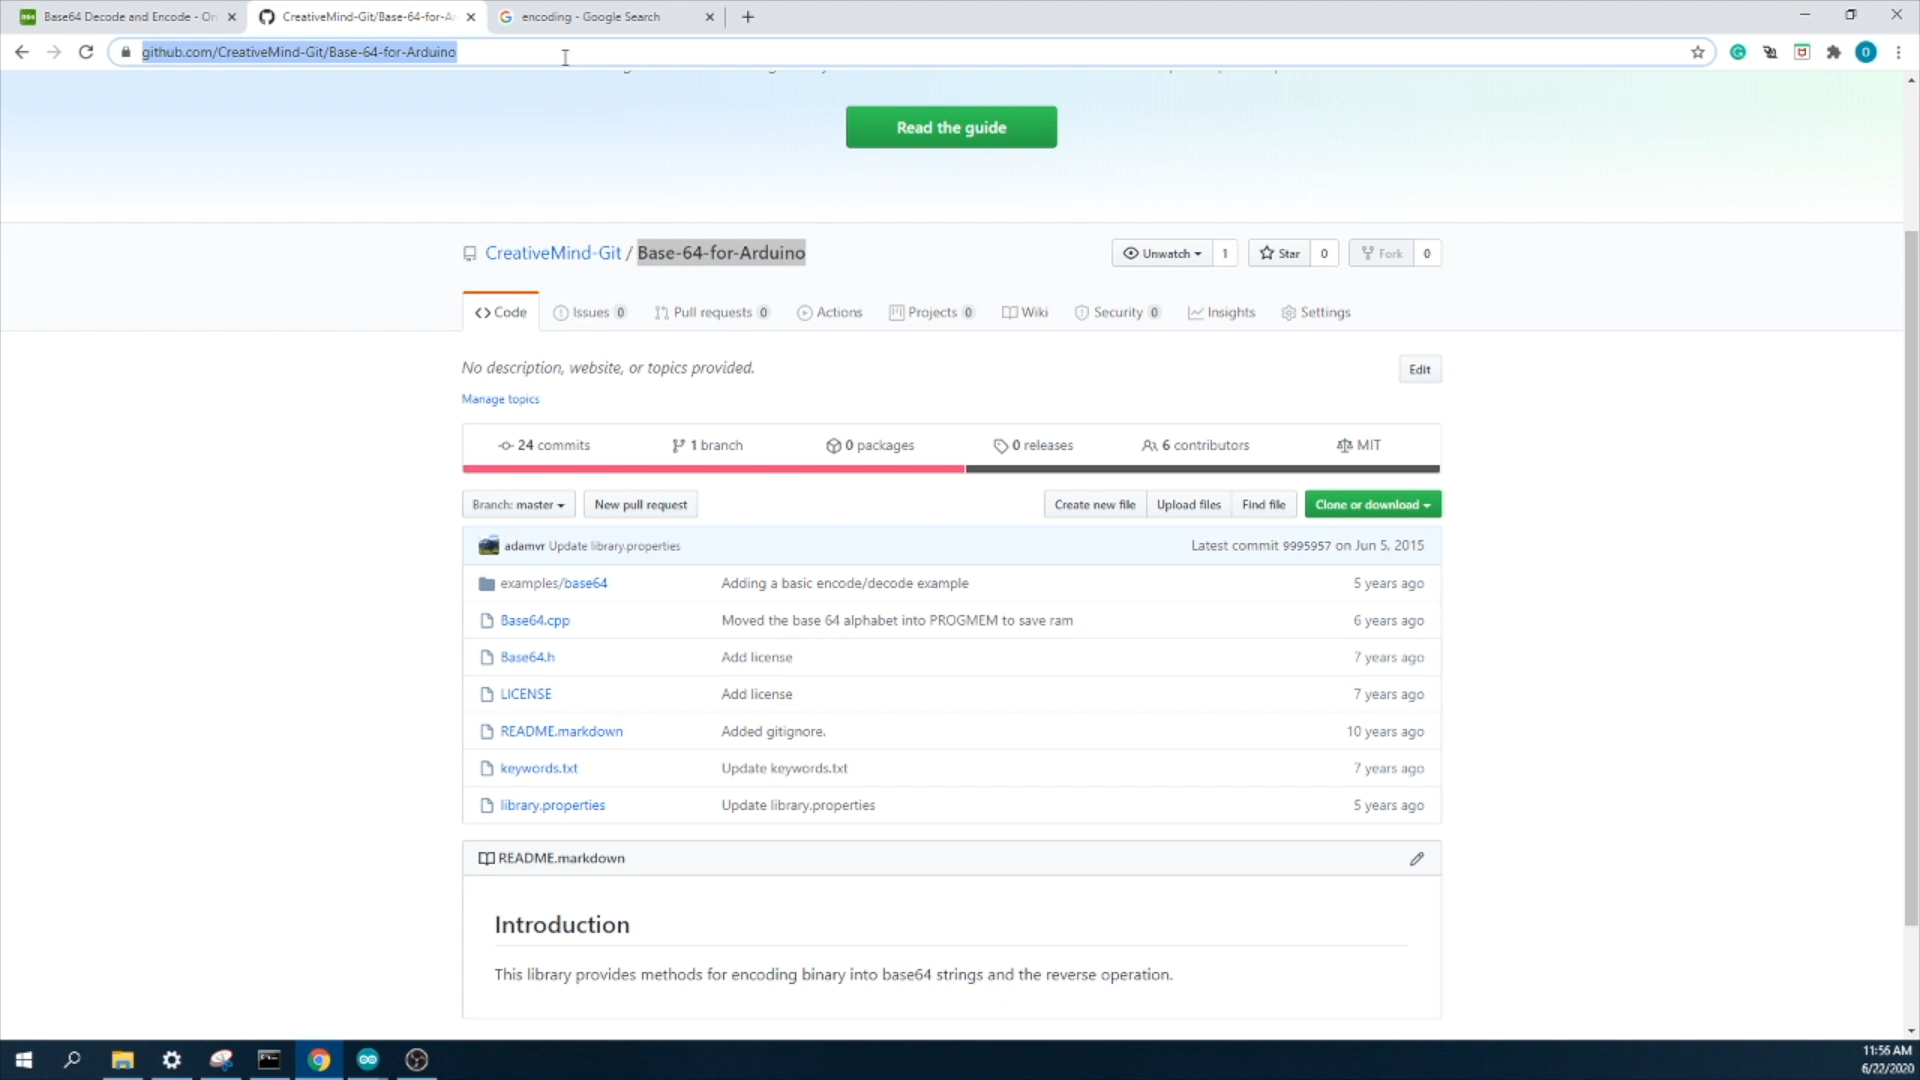 Base64 Decode and Encode - On
CreativeMind-Git/Base-64-for-A
encoding - Google Search
github.com/CreativeMind-Git/Base-64-for-Arduino
Read the guide
CreativeMind-Git / Base-64-for-Arduino
Unwatch 1
Star 0
Fork 0
Code
Issues 0
Pull requests 0
Actions
Projects 0
Wiki
Security 0
Insights
Settings
No description, website, or topics provided.
Edit
Manage topics
24 commits
1 branch
0 packages
0 releases
6 contributors
MIT
Branch: master
New pull request
Create new file
Upload files
Find file
Clone or download
adamvr Update library.properties
Latest commit 9995957 on Jun 5, 2015
examples/base64 Adding a basic encode/decode example 5 years ago
Base64.cpp Moved the base 64 alphabet into PROGMEM to save ram 6 years ago
Base64.h Add license 7 years ago
LICENSE Add license 7 years ago
README.markdown Added gitignore. 10 years ago
keywords.txt Update keywords.txt 7 years ago
library.properties Update library.properties 5 years ago
README.markdown
Introduction
This library provides methods for encoding binary into base64 strings and the reverse operation.
11:56 AM
6/22/2020